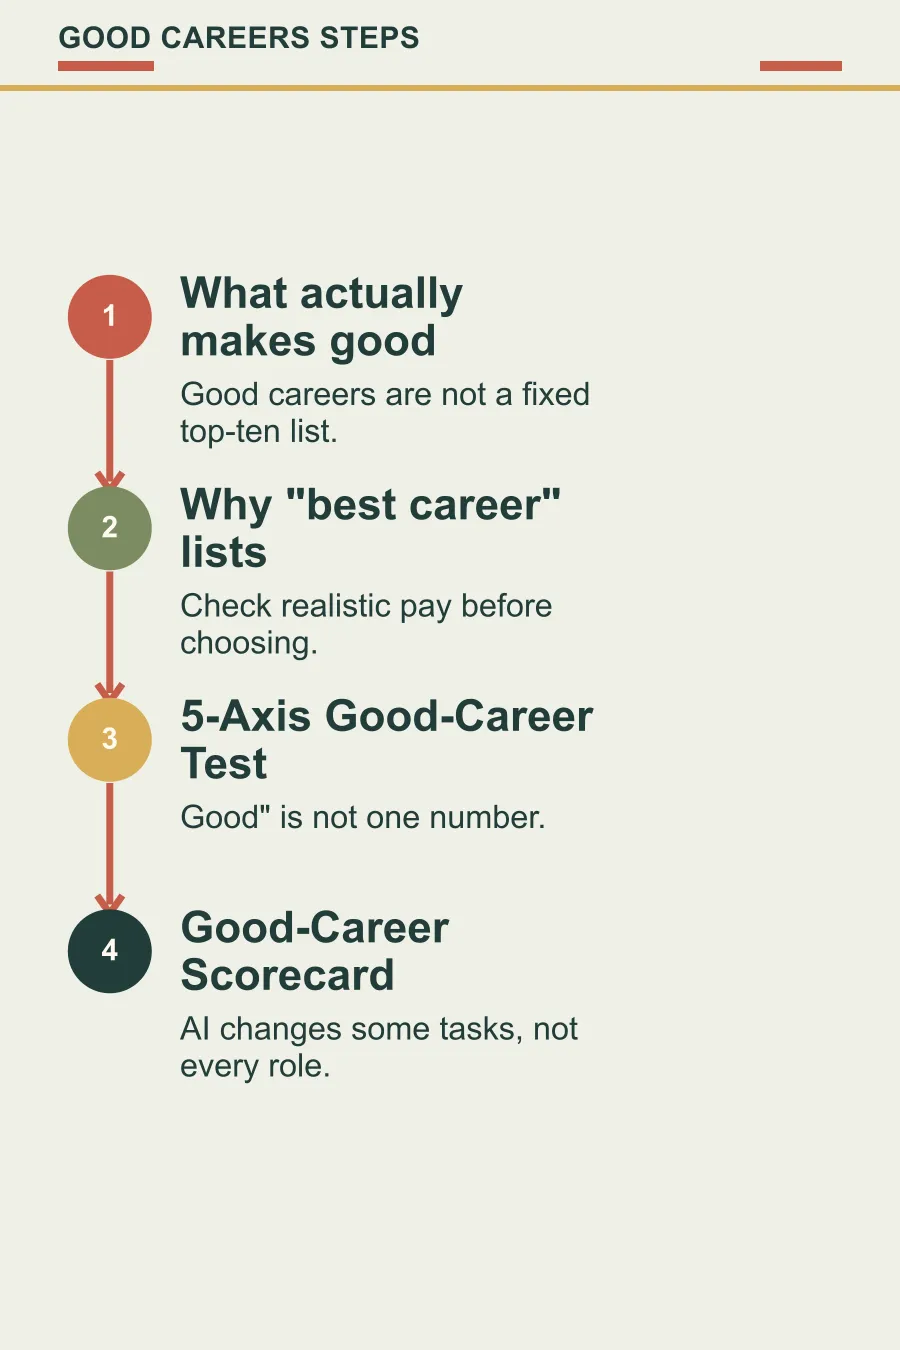 GOOD CAREERS STEPS
1
What actually
makes good
Good careers are not a fixed
top-ten list.
2
Why "best career"
lists
Check realistic pay before
choosing.
3
5-Axis Good-Career
Test
Good" is not one number.
4
Good-Career
Scorecard
AI changes some tasks, not
every role.